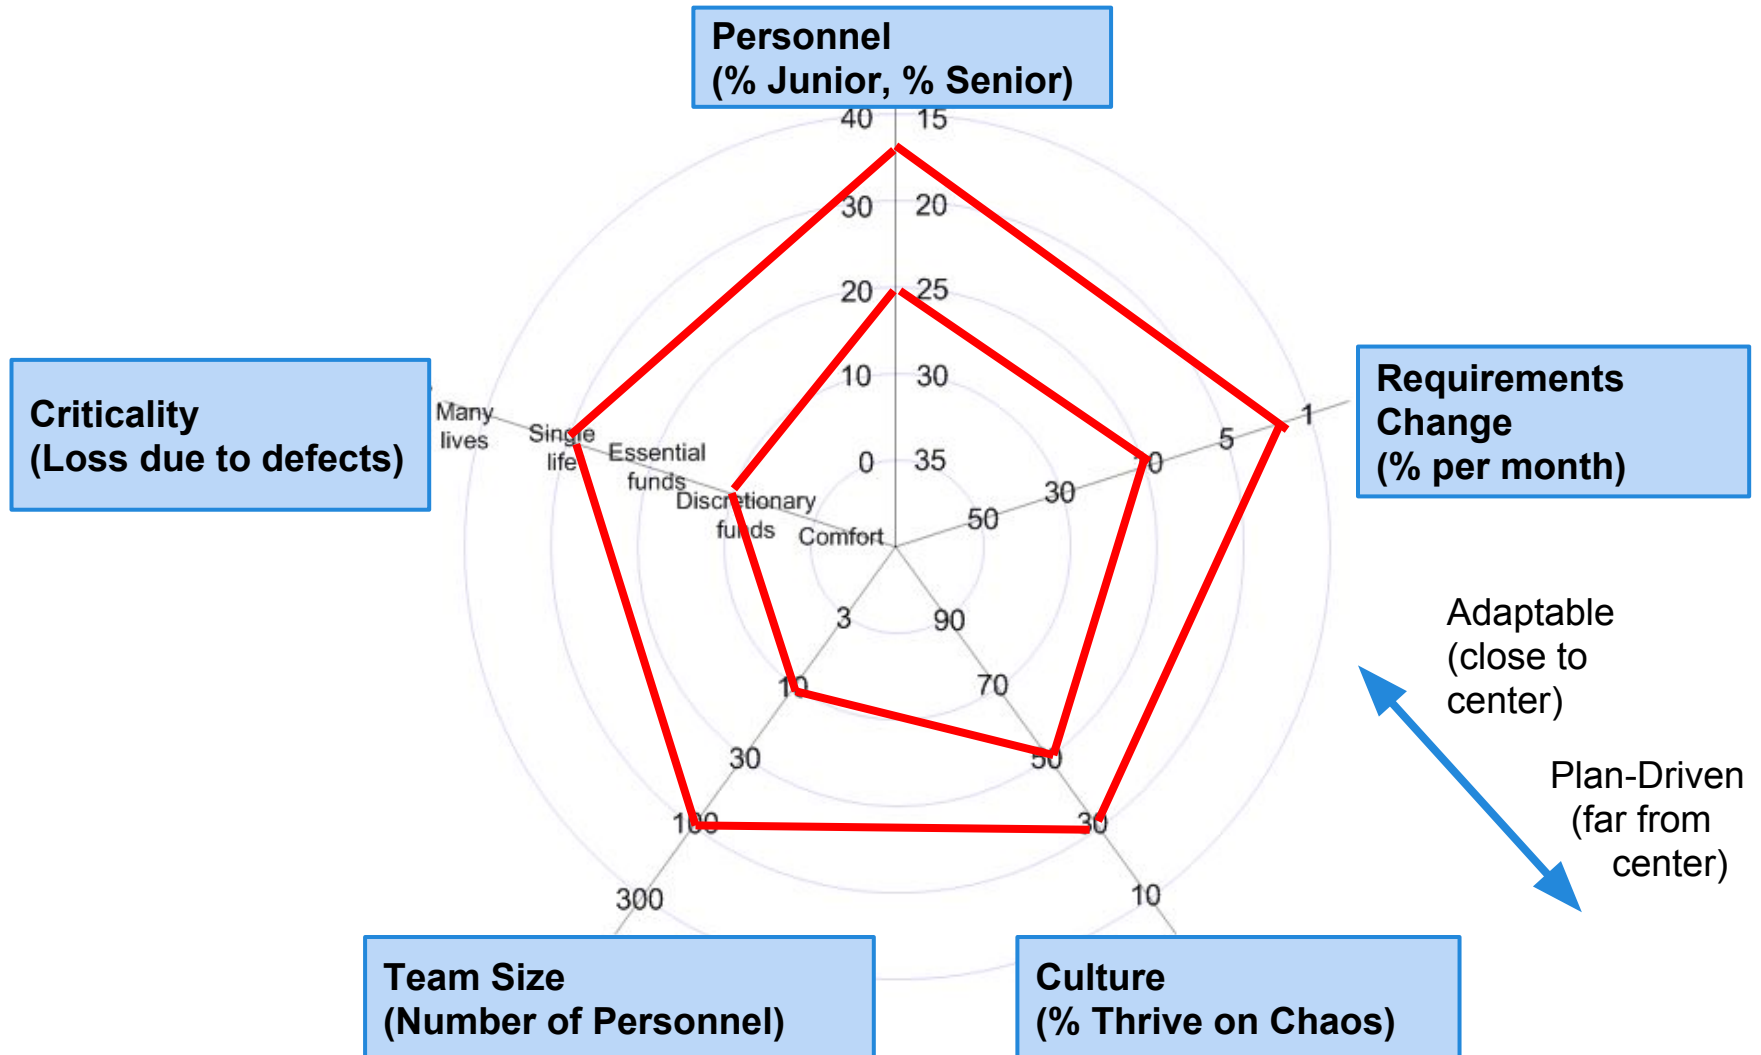 Personnel
(% Junior, % Senior)
40 15
30 20
20 25
10 30
0 35
Criticality
(Loss due to defects)
Many
lives
Single
life
Essential
funds
Discretionary
funds
Comfort
Requirements
Change
(% per month)
1
5
30
50
3
10
30
100
300
90
70
50
30
10
Adaptable
(close to
center)
Plan-Driven
(far from
center)
Team Size
(Number of Personnel)
Culture
(% Thrive on Chaos)